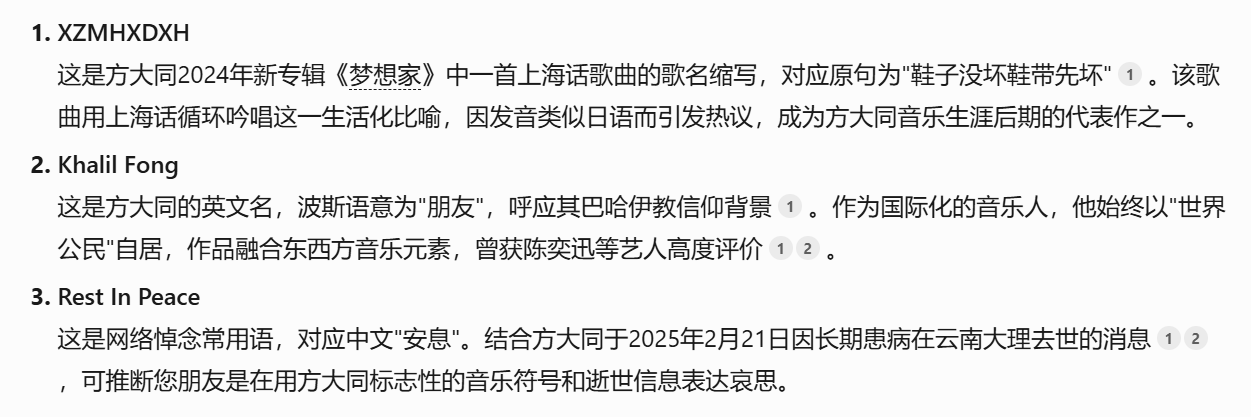 1. XZMHXDXH
这是方大同2024年新专辑《梦想家》中一首上海话歌曲的歌名缩写，对应原句为"鞋子没坏鞋带先坏" 1 。该歌
曲用上海话循环吟唱这一生活化比喻，因发音类似日语而引发热议，成为方大同音乐生涯后期的代表作之一。
2. Khalil Fong
这是方大同的英文名，波斯语意为"朋友"，呼应其巴哈伊教信仰背景 1 。作为国际化的音乐人，他始终以"世界
公民"自居，作品融合东西方音乐元素，曾获陈奕迅等艺人高度评价 1 2 。
3. Rest In Peace
这是网络悼念常用语，对应中文"安息"。结合方大同于2025年2月21日因长期患病在云南大理去世的消息 1 2
，可推断您朋友是在用方大同标志性的音乐符号和逝世信息表达哀思。